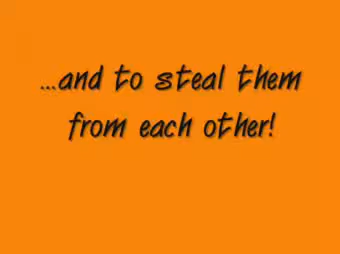 ...and to steal them
from each other!